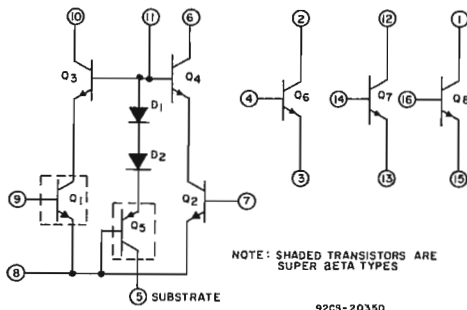 10 11 6 2 12 1
Q3 Q4
D1 Q6 Q7 Q8
4 14 16
D2
9 Q1 Q5 Q2 7 3 13 15
8
NOTE: SHADED TRANSISTORS ARE
SUPER BETA TYPES
5 SUBSTRATE
92CS-20350